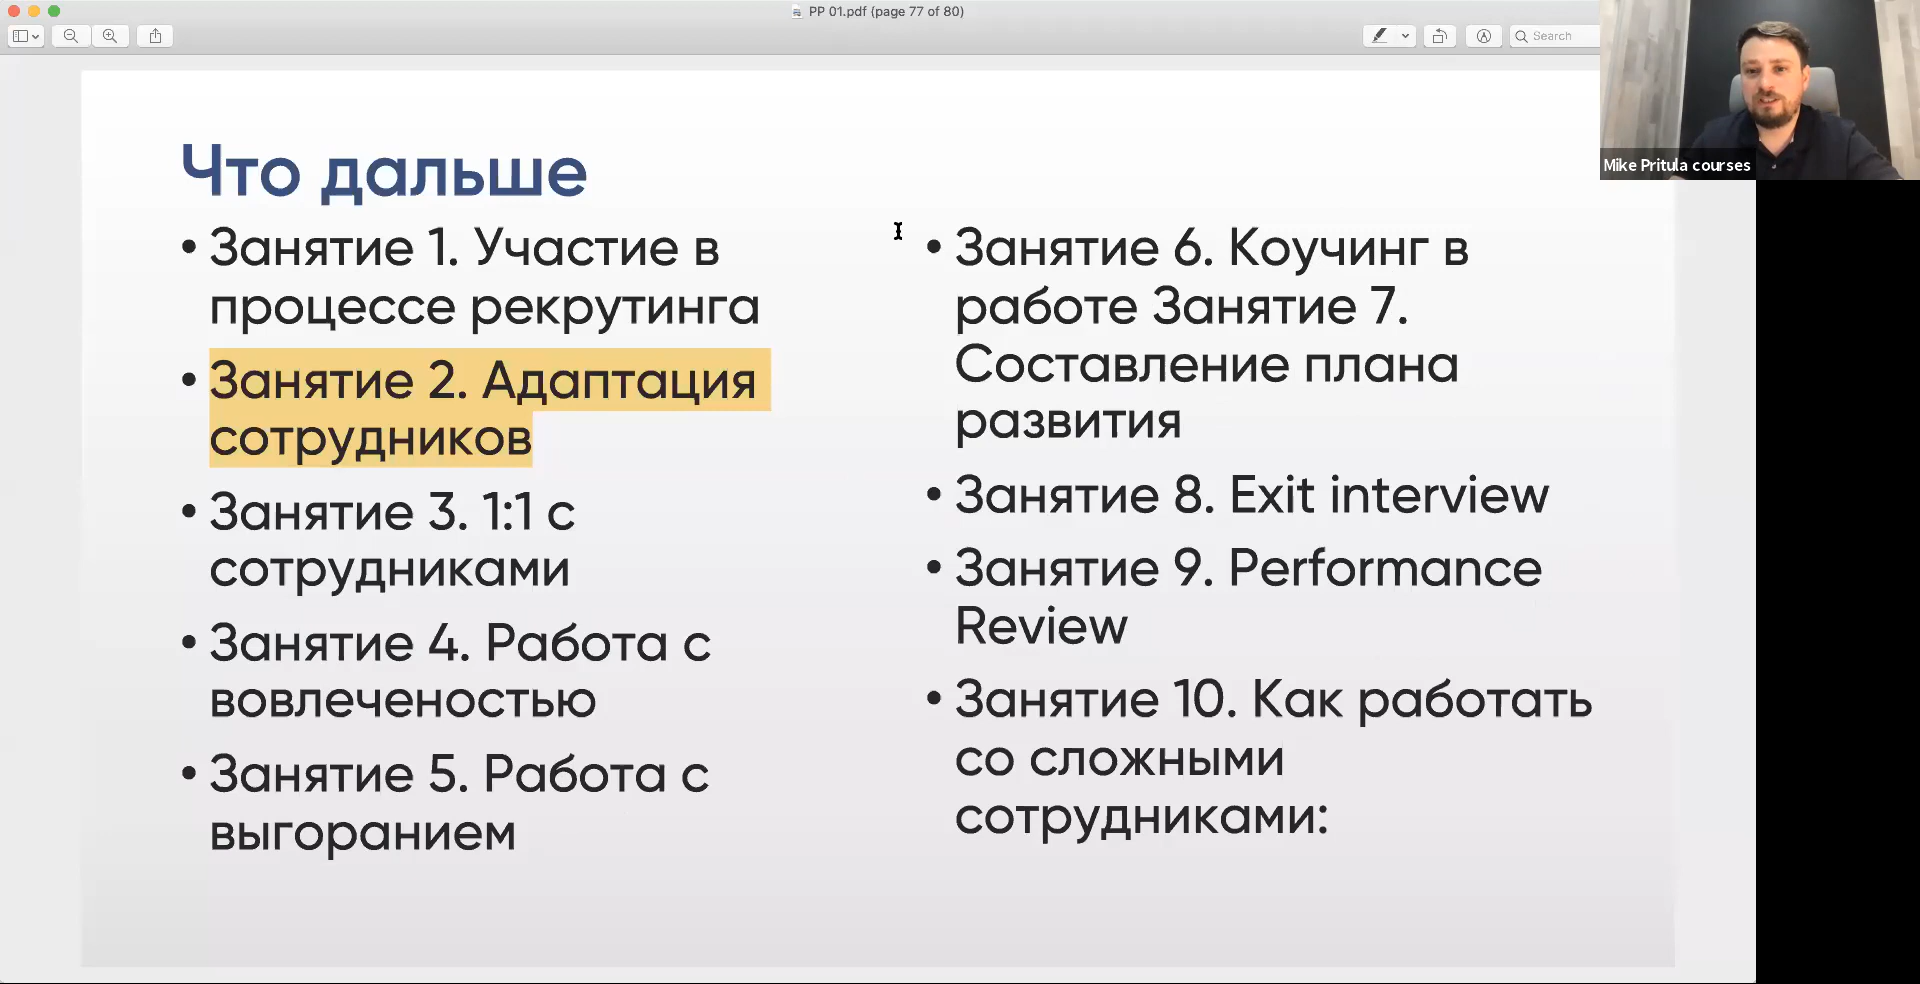 PP 01.pdf (page 77 of 80)
Search
Mike Pritula courses
Что дальше
• Занятие 1. Участие в
процессе рекрутинга
• Занятие 2. Адаптация
сотрудников
• Занятие 3. 1:1 с
сотрудниками
• Занятие 4. Работа с
вовлеченостью
• Занятие 5. Работа с
выгоранием
• Занятие 6. Коучинг в
работе Занятие 7.
Составление плана
развития
• Занятие 8. Exit interview
• Занятие 9. Performance
Review
• Занятие 10. Как работать
со сложными
сотрудниками: